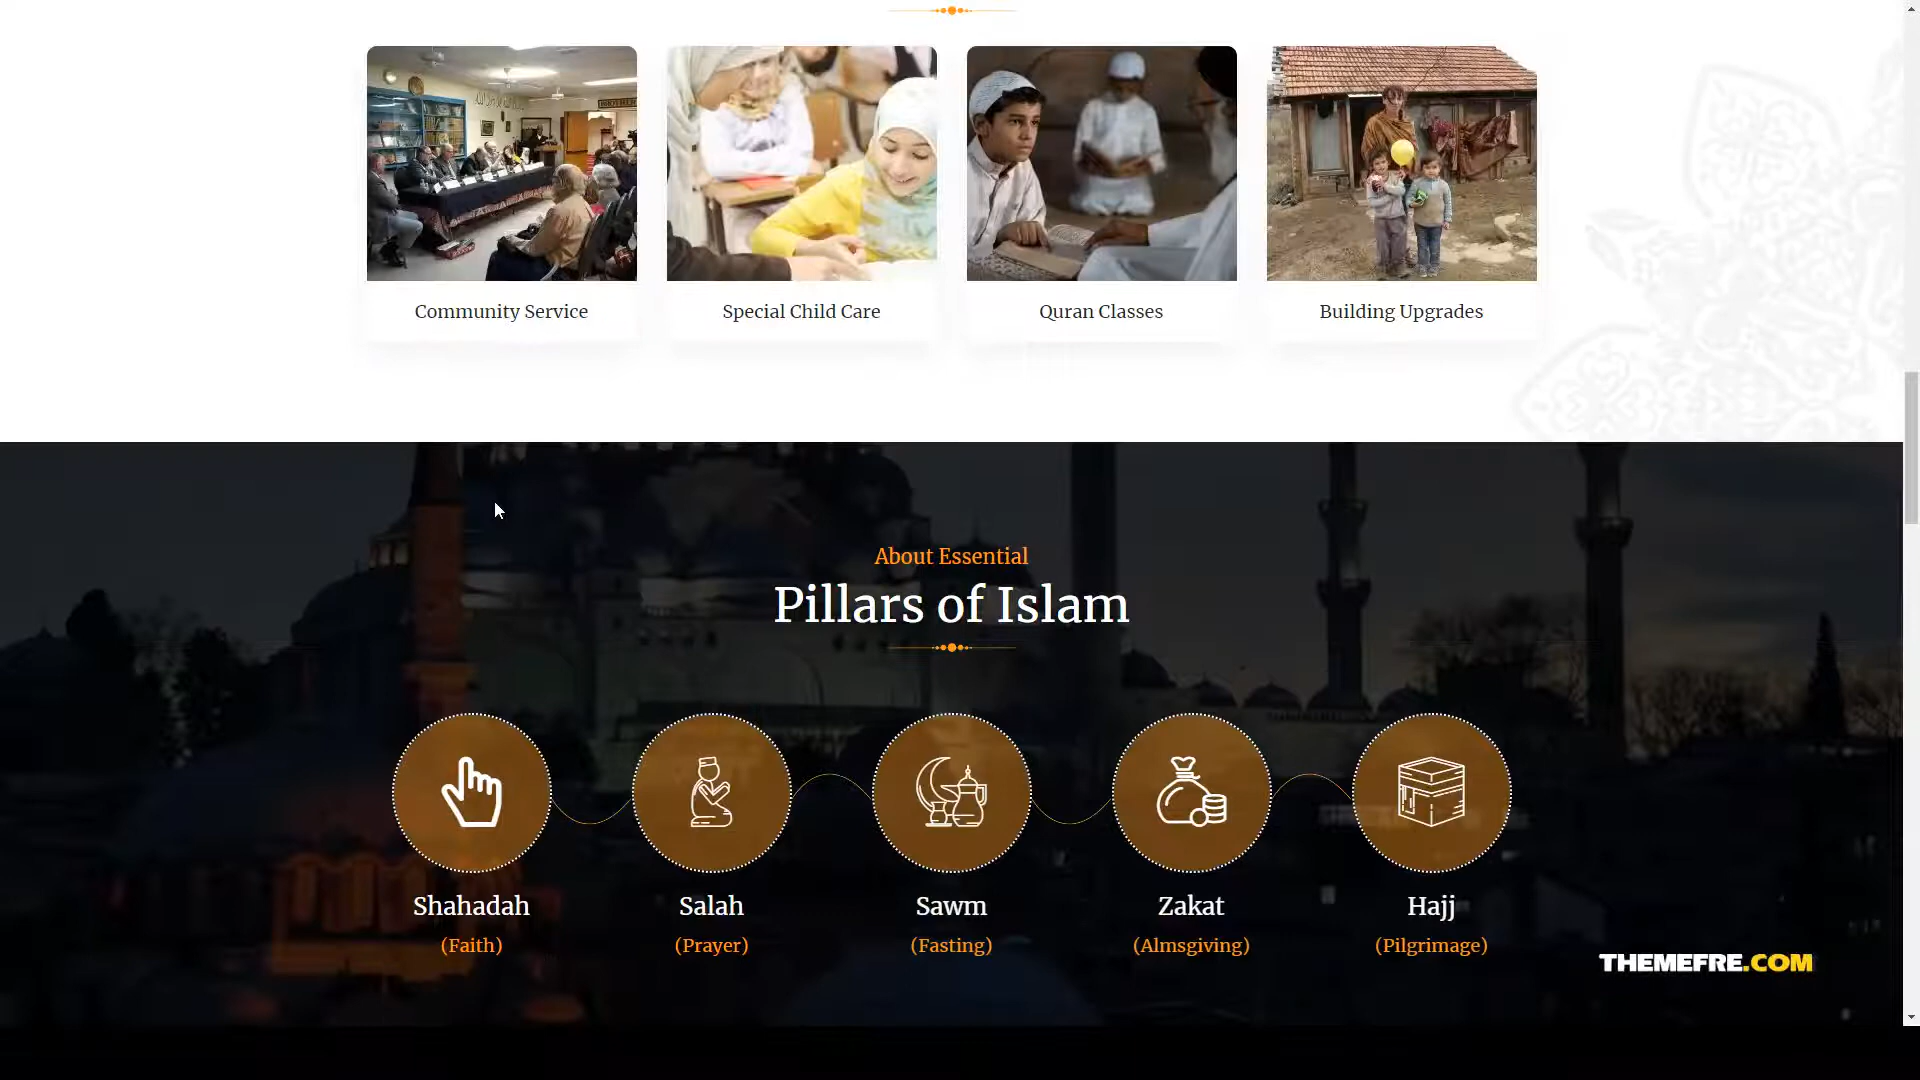 Community Service
Special Child Care
Quran Classes
Building Upgrades
About Essential
Pillars of Islam
Shahadah
Salah
Sawm
Zakat
Hajj
(Faith)
(Prayer)
(Fasting)
(Almsgiving)
(Pilgrimage)
THEMEFRE.COM